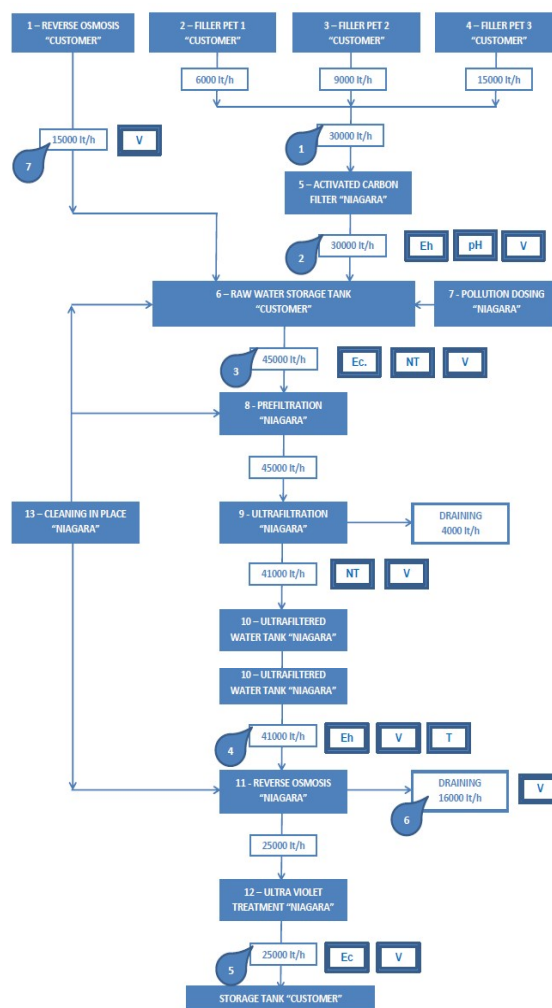 1 – REVERSE OSMOSIS
"CUSTOMER"
2 – FILLER PET 1
"CUSTOMER"
3 – FILLER PET 2
"CUSTOMER"
4 – FILLER PET 3
"CUSTOMER"
6000 lt/h
9000 lt/h
15000 lt/h
15000 lt/h
V
7
30000 lt/h
1
5 – ACTIVATED CARBON
FILTER "NIAGARA"
30000 lt/h
2
Eh
pH
V
6 – RAW WATER STORAGE TANK
"CUSTOMER"
7 - POLLUTION DOSING
"NIAGARA"
45000 lt/h
3
Ec.
NT
V
8 - PREFILTRATION
"NIAGARA"
45000 lt/h
13 – CLEANING IN PLACE
"NIAGARA"
9 - ULTRAFILTRATION
"NIAGARA"
DRAINING
4000 lt/h
41000 lt/h
NT
V
10 – ULTRAFILTERED
WATER TANK "NIAGARA"
10 – ULTRAFILTERED
WATER TANK "NIAGARA"
41000 lt/h
4
Eh
V
T
11 - REVERSE OSMOSIS
"NIAGARA"
DRAINING
16000 lt/h
6
V
25000 lt/h
12 – ULTRA VIOLET
TREATMENT "NIAGARA"
25000 lt/h
5
Ec
V
STORAGE TANK "CUSTOMER"